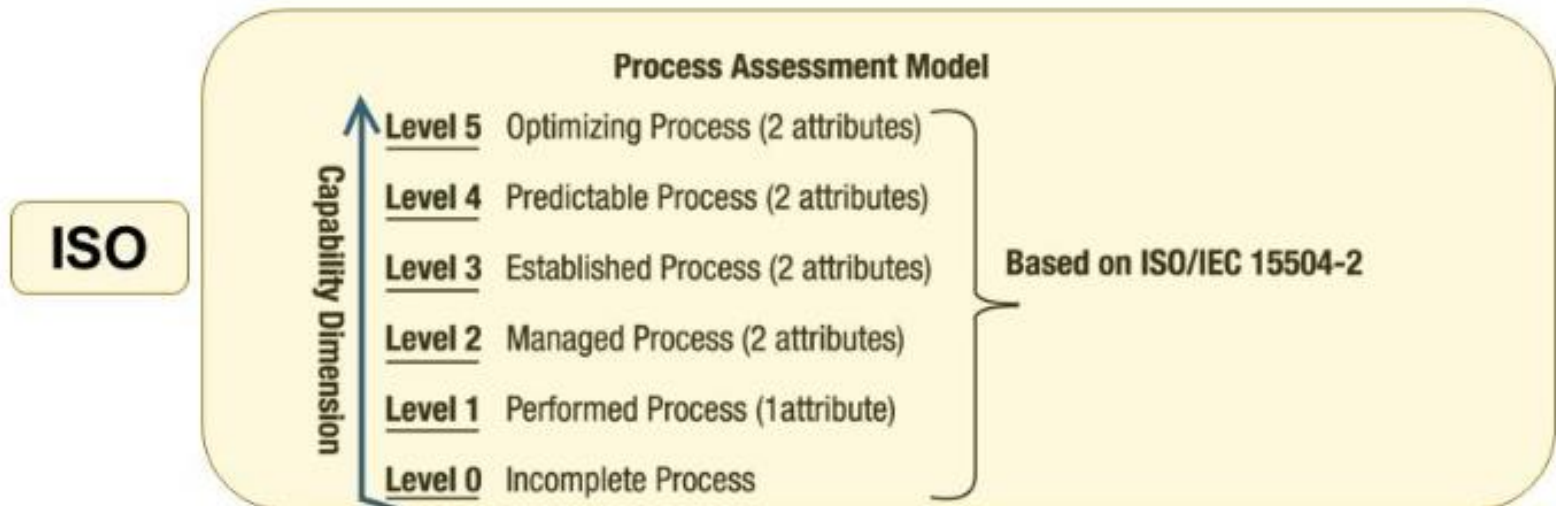 Process Assessment Model
ISO
Capability Dimension
Level 5 Optimizing Process (2 attributes)
Level 4 Predictable Process (2 attributes)
Level 3 Established Process (2 attributes)
Level 2 Managed Process (2 attributes)
Level 1 Performed Process (1attribute)
Level 0 Incomplete Process
Based on ISO/IEC 15504-2